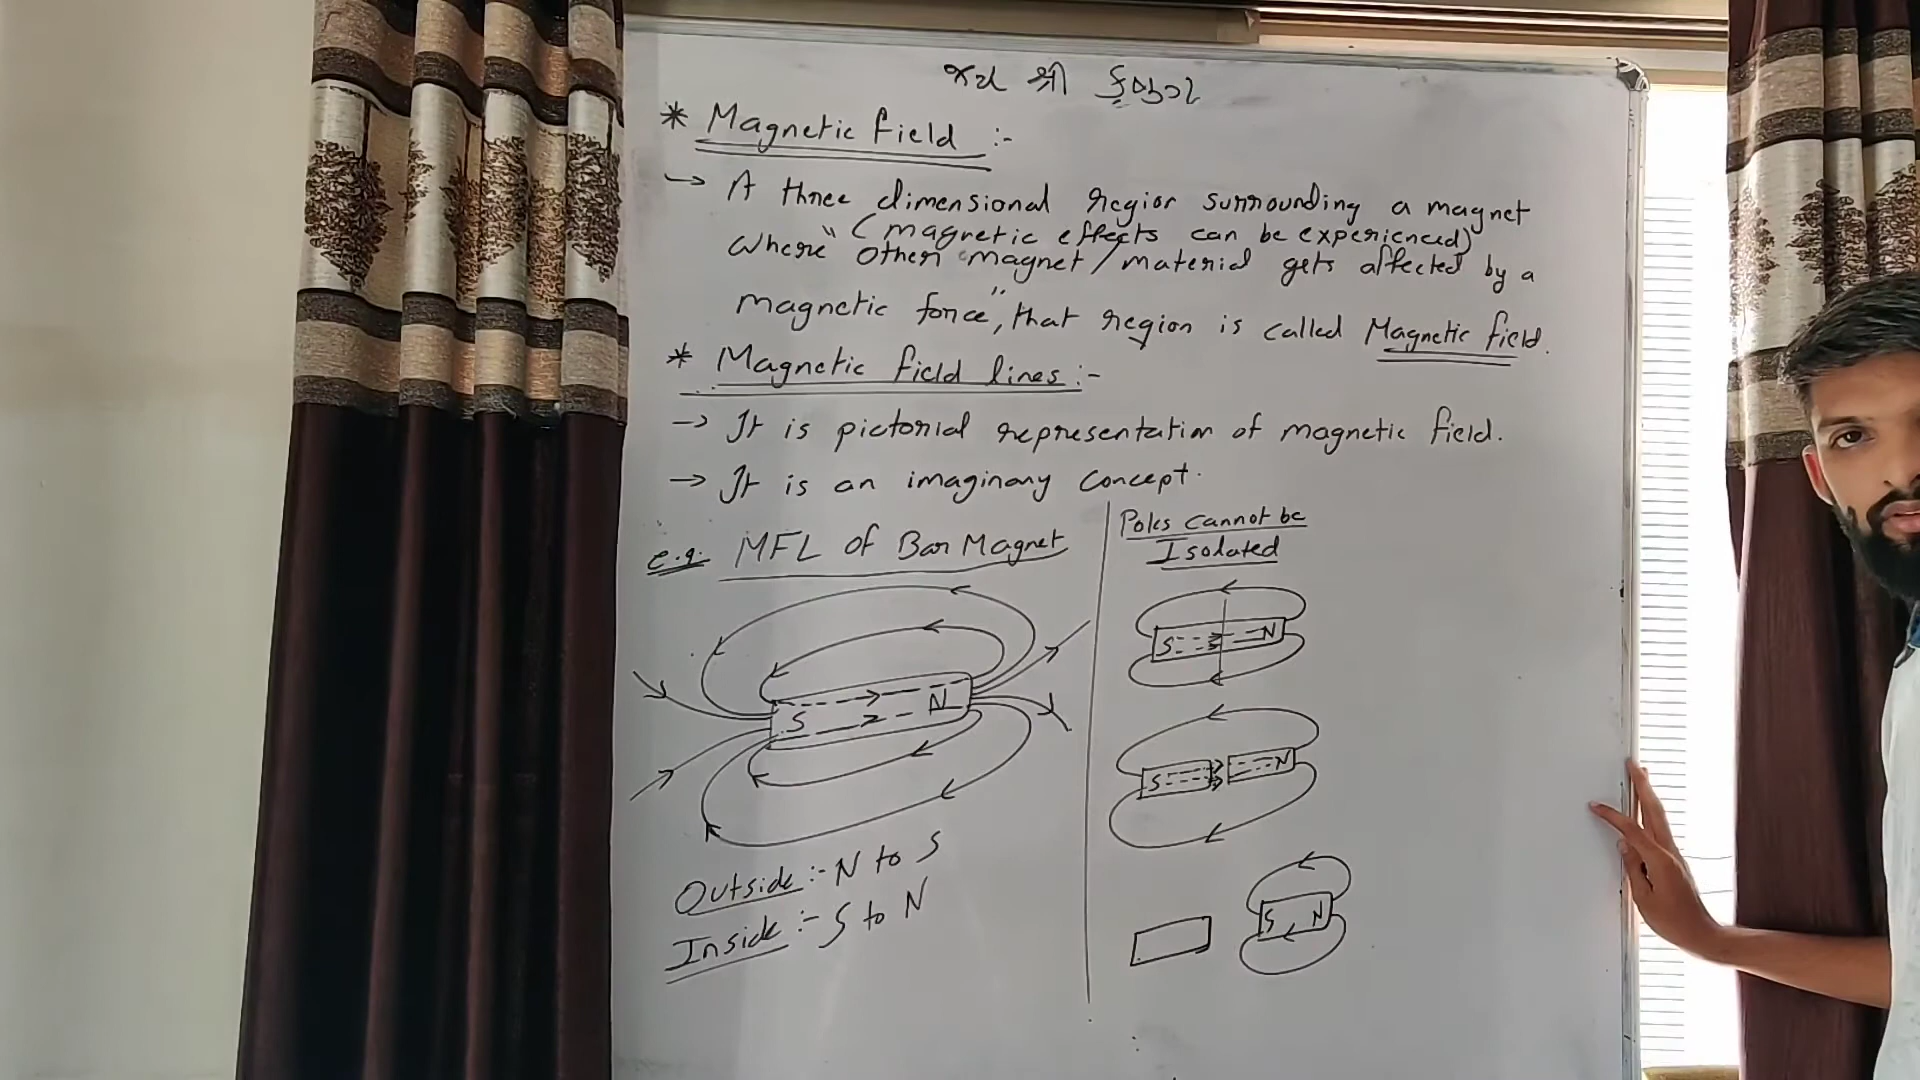 જય શ્રી કૃષ્ણ
* Magnetic field :-
→ A three dimensional region surrounding a magnet
(magnetic effects can be experienced)
where "other magnet/material gets affected by a
magnetic force", that region is called Magnetic field.
* Magnetic field lines :-
→ It is pictorial representation of magnetic field.
→ It is an imaginary concept.
e.g. MFL of Bar Magnet
S N
Outside :- N to S
Inside :- S to N
Poles cannot be
Isolated
S N
S N
S N